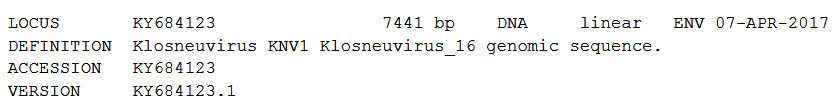 LOCUS       KY684123                7441 bp    DNA     linear   ENV 07-APR-2017
DEFINITION  Klosneuvirus KNV1 Klosneuvirus_16 genomic sequence.
ACCESSION   KY684123
VERSION     KY684123.1